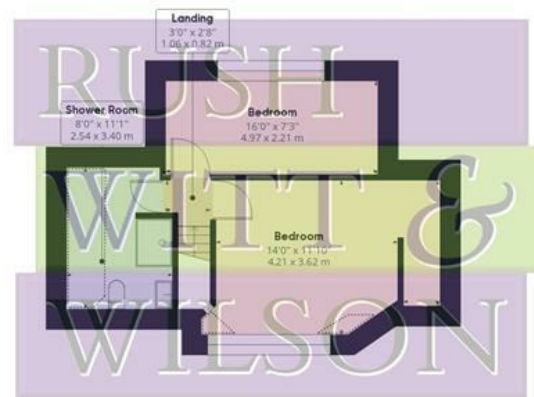 Landing
3'0" x 2'8"
1.06 x 0.82 m
RUSH
Shower Room
8'0" x 11'1"
2.54 x 3.40 m
Bedroom
16'0" x 7'3"
4.97 x 2.21 m
WITT &
Bedroom
14'0" x 11'10"
4.21 x 3.62 m
WILSON